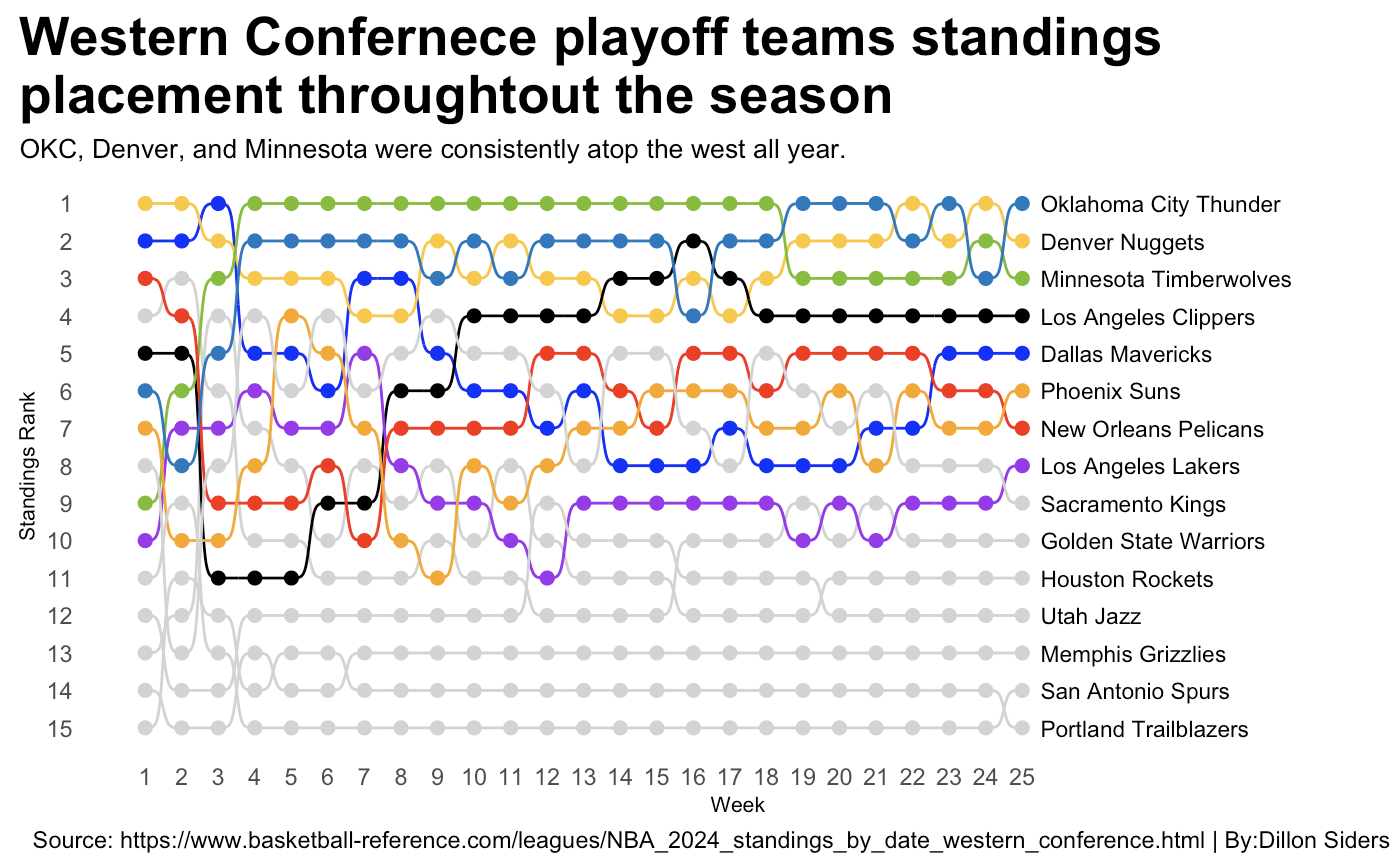 Western Confernece playoff teams standings
placement throughtout the season
OKC, Denver, and Minnesota were consistently atop the west all year.
Standings Rank
1 Oklahoma City Thunder
2 Denver Nuggets
3 Minnesota Timberwolves
4 Los Angeles Clippers
5 Dallas Mavericks
6 Phoenix Suns
7 New Orleans Pelicans
8 Los Angeles Lakers
9 Sacramento Kings
10 Golden State Warriors
11 Houston Rockets
12 Utah Jazz
13 Memphis Grizzlies
14 San Antonio Spurs
15 Portland Trailblazers
1 2 3 4 5 6 7 8 9 10 11 12 13 14 15 16 17 18 19 20 21 22 23 24 25
Week
Source: https://www.basketball-reference.com/leagues/NBA_2024_standings_by_date_western_conference.html | By:Dillon Siders